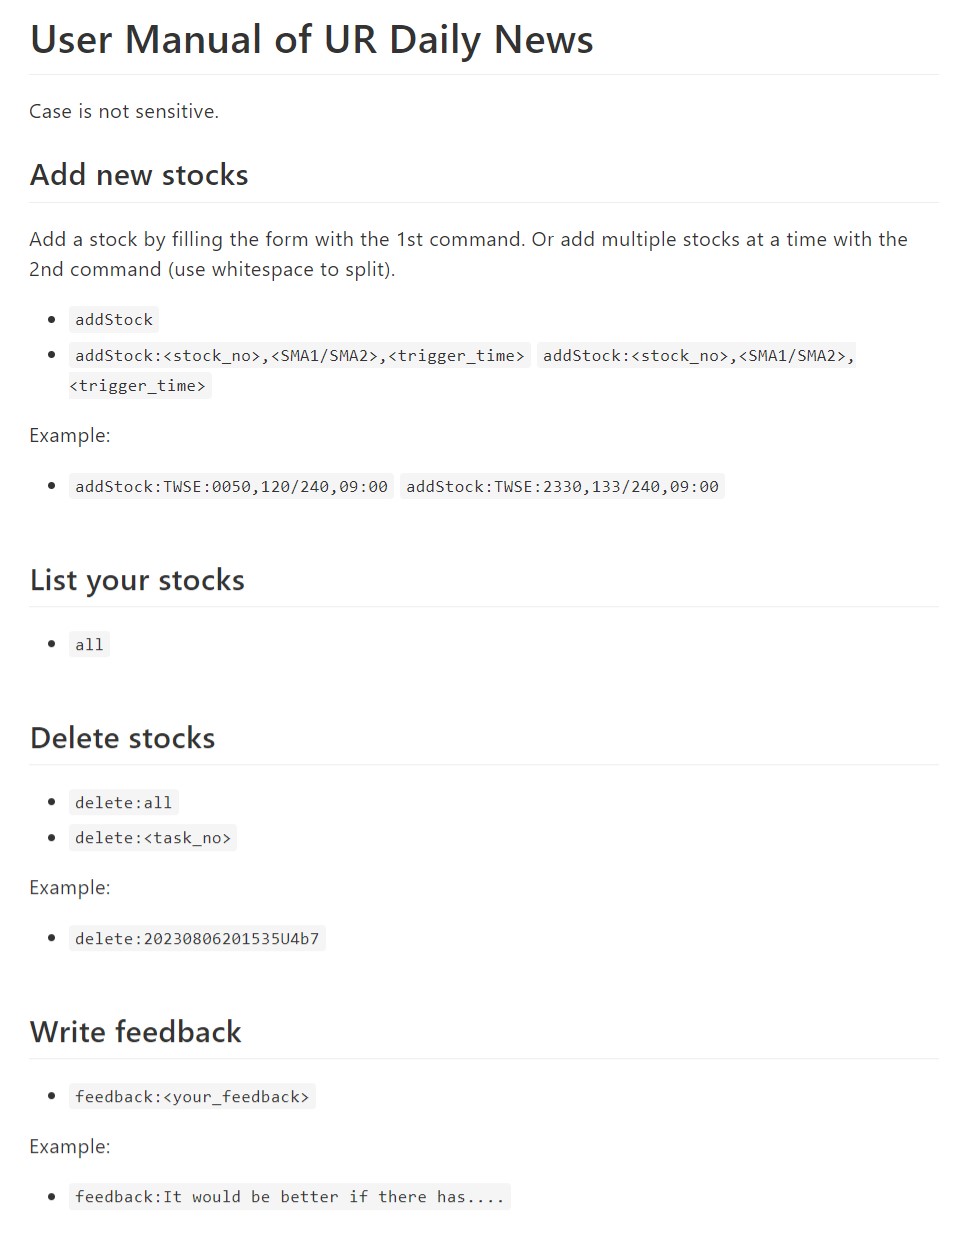 User Manual of UR Daily News
Case is not sensitive.
Add new stocks
Add a stock by filling the form with the 1st command. Or add multiple stocks at a time with the
2nd command (use whitespace to split).
• addStock
• addStock:<stock_no>,<SMA1/SMA2>,<trigger_time> addStock:<stock_no>,<SMA1/SMA2>,
<trigger_time>
Example:
• addStock:TWSE:0050,120/240,09:00 addStock:TWSE:2330,133/240,09:00
List your stocks
• all
Delete stocks
• delete:all
• delete:<task_no>
Example:
• delete:20230806201535U4b7
Write feedback
• feedback:<your_feedback>
Example:
• feedback:It would be better if there has....